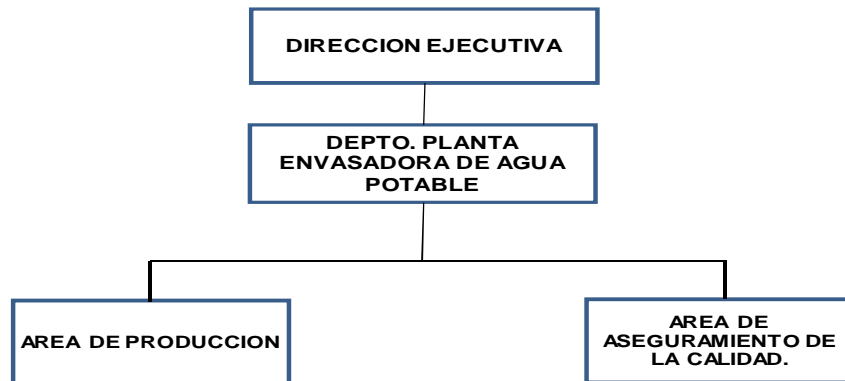 DIRECCION EJECUTIVA
DEPTO. PLANTA
ENVASADORA DE AGUA
POTABLE
AREA DE PRODUCCION
AREA DE
ASEGURAMIENTO DE
LA CALIDAD.